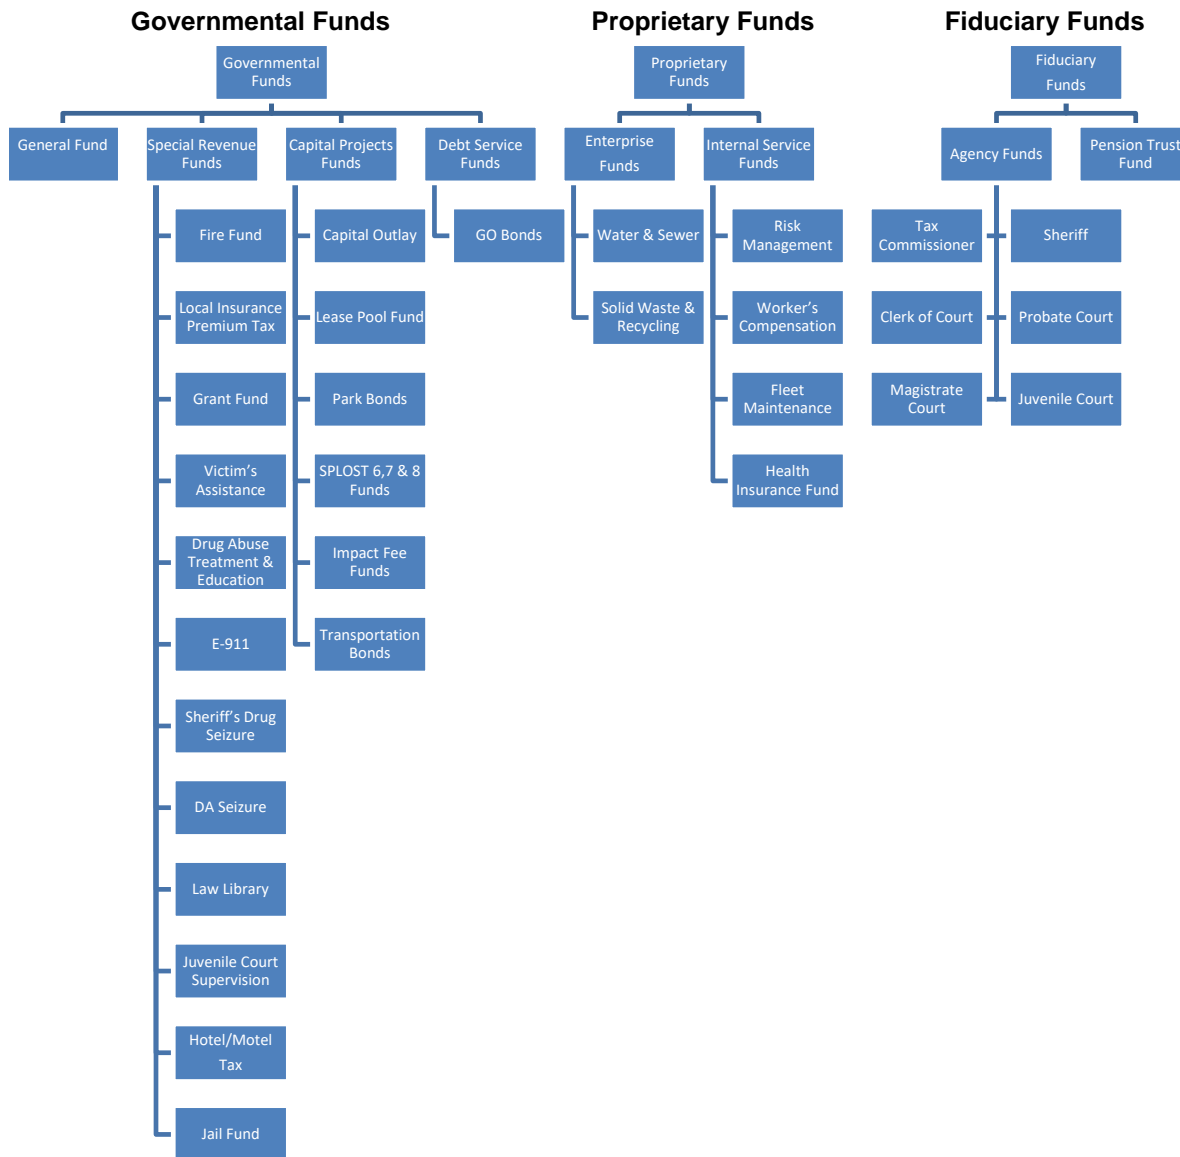 Governmental Funds
Proprietary Funds
Fiduciary Funds
Governmental
Funds
Proprietary
Funds
Fiduciary
Funds
General Fund
Special Revenue
Funds
Capital Projects
Funds
Debt Service
Funds
Enterprise
Funds
Internal Service
Funds
Agency Funds
Pension Trust
Fund
Fire Fund
Capital Outlay
GO Bonds
Water & Sewer
Risk
Management
Tax
Commissioner
Sheriff
Local Insurance
Premium Tax
Lease Pool Fund
Solid Waste &
Recycling
Worker’s
Compensation
Clerk of Court
Probate Court
Grant Fund
Park Bonds
Fleet
Maintenance
Magistrate
Court
Juvenile Court
Victim’s
Assistance
SPLOST 6,7 & 8
Funds
Health
Insurance Fund
Drug Abuse
Treatment &
Education
Impact Fee
Funds
E-911
Transportation
Bonds
Sheriff’s Drug
Seizure
DA Seizure
Law Library
Juvenile Court
Supervision
Hotel/Motel
Tax
Jail Fund